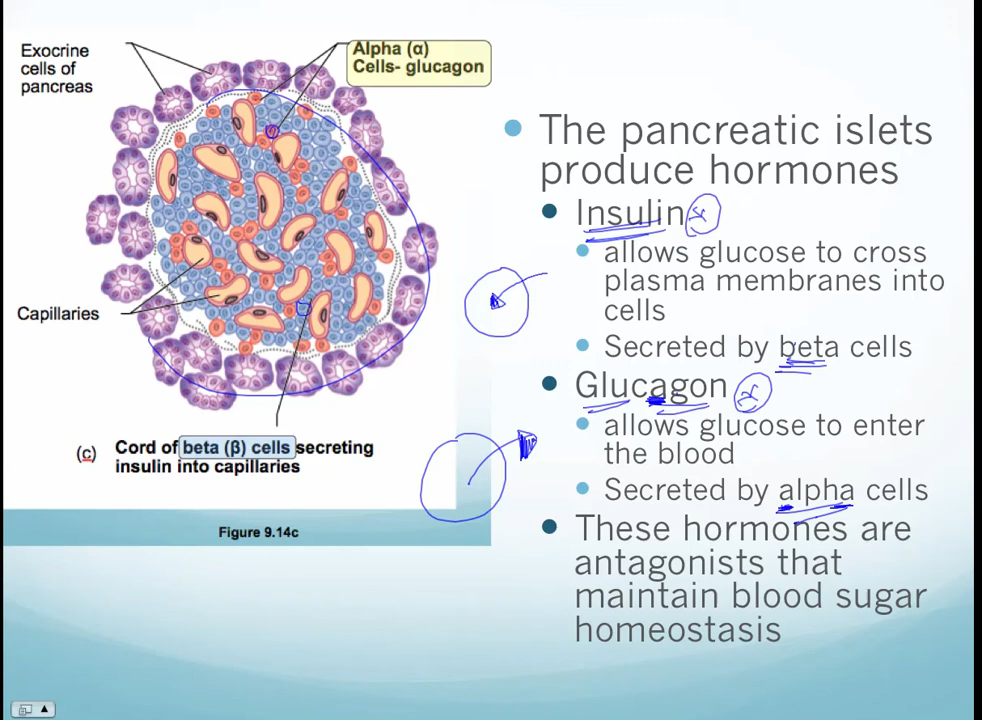 Exocrine
cells of
pancreas
Alpha (α)
Cells- glucagon
Capillaries
(c) Cord of beta (β) cells secreting
insulin into capillaries
Figure 9.14c
The pancreatic islets
produce hormones
Insulin
allows glucose to cross
plasma membranes into
cells
Secreted by beta cells
Glucagon
allows glucose to enter
the blood
Secreted by alpha cells
These hormones are
antagonists that
maintain blood sugar
homeostasis